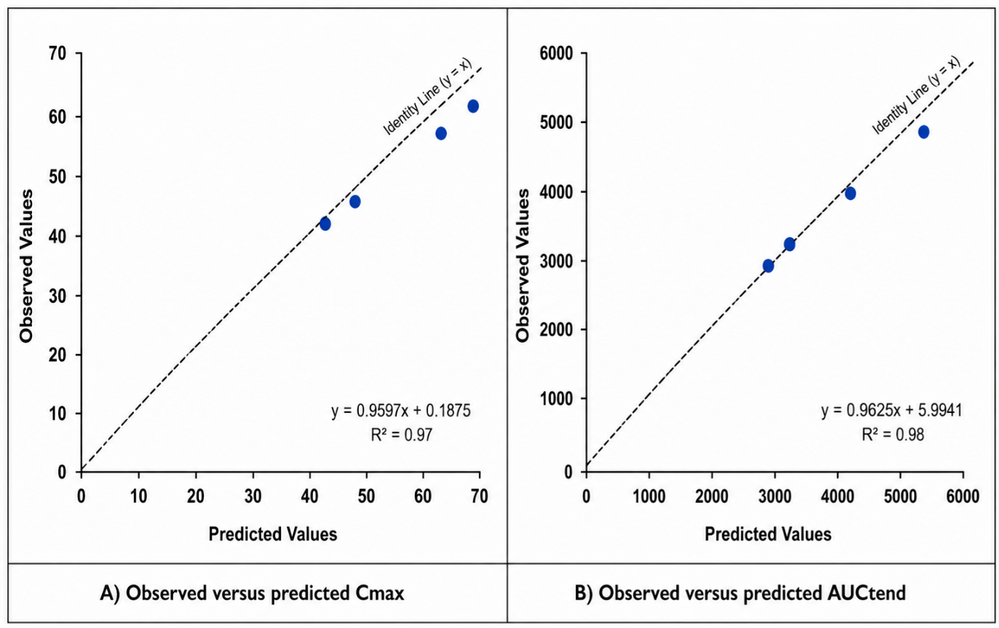 70
60
50
40
30
20
10
0
0 10 20 30 40 50 60 70
Observed Values
Predicted Values
Identity Line (y = x)
y = 0.9597x + 0.1875
R² = 0.97
A) Observed versus predicted Cmax
6000
5000
4000
3000
2000
1000
0
0 1000 2000 3000 4000 5000 6000
Observed Values
Predicted Values
Identity Line (y = x)
y = 0.9625x + 5.9941
R² = 0.98
B) Observed versus predicted AUCtend